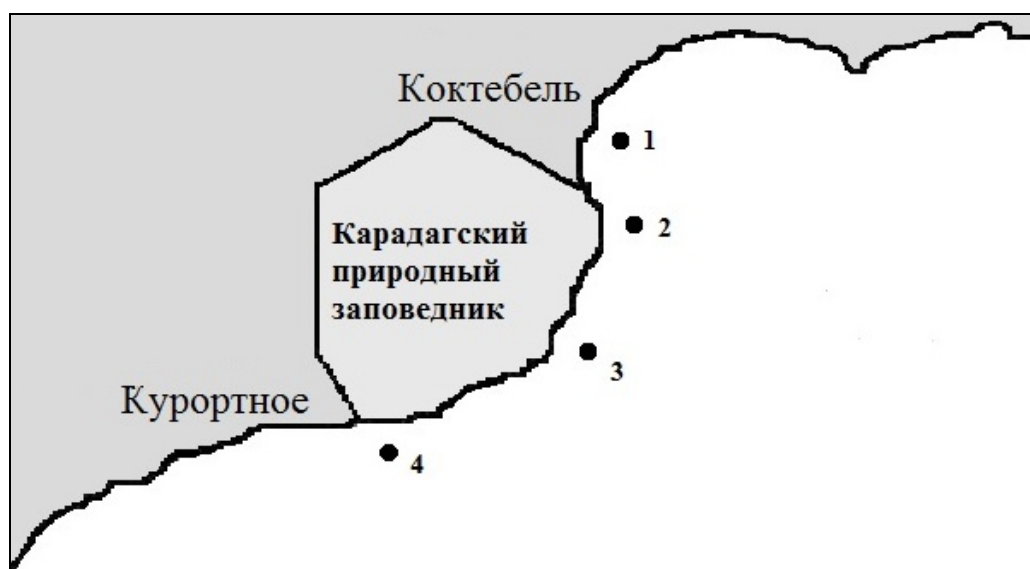 Коктебель
1
2
Карадагский
природный
заповедник
3
Курортное
4